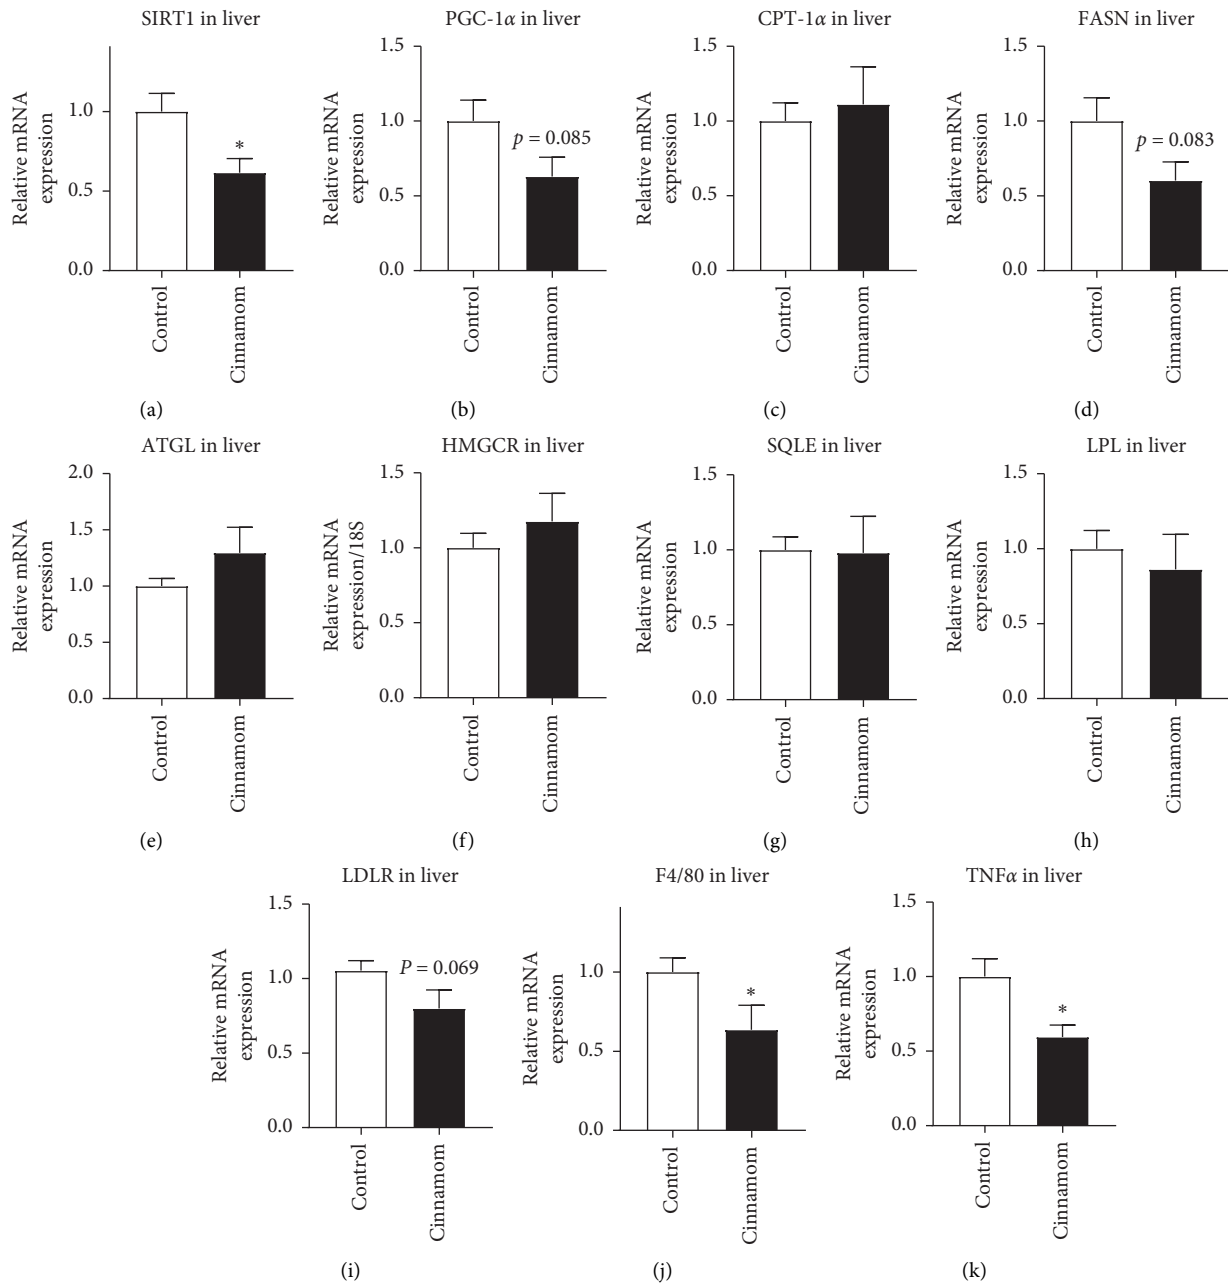 SIRT1 in liver
Relative mRNA
expression
1.0
0.5
0.0
*
Control
Cinnamom
(a)
PGC-1α in liver
Relative mRNA
expression
1.5
1.0
0.5
0.0
p = 0.085
Control
Cinnamom
(b)
CPT-1α in liver
Relative mRNA
expression
1.5
1.0
0.5
0.0
Control
Cinnamom
(c)
FASN in liver
Relative mRNA
expression
1.5
1.0
0.5
0.0
p = 0.083
Control
Cinnamom
(d)
ATGL in liver
Relative mRNA
expression
2.0
1.5
1.0
0.5
0.0
Control
Cinnamom
(e)
HMGCR in liver
Relative mRNA
expression/18S
1.5
1.0
0.5
0.0
Control
Cinnamom
(f)
SQLE in liver
Relative mRNA
expression
1.5
1.0
0.5
0.0
Control
Cinnamom
(g)
LPL in liver
Relative mRNA
expression
1.5
1.0
0.5
0.0
Control
Cinnamom
(h)
LDLR in liver
Relative mRNA
expression
1.5
1.0
0.5
0.0
P = 0.069
Control
Cinnamom
(i)
F4/80 in liver
Relative mRNA
expression
1.0
0.5
0.0
*
Control
Cinnamom
(j)
TNFα in liver
Relative mRNA
expression
1.5
1.0
0.5
0.0
*
Control
Cinnamom
(k)